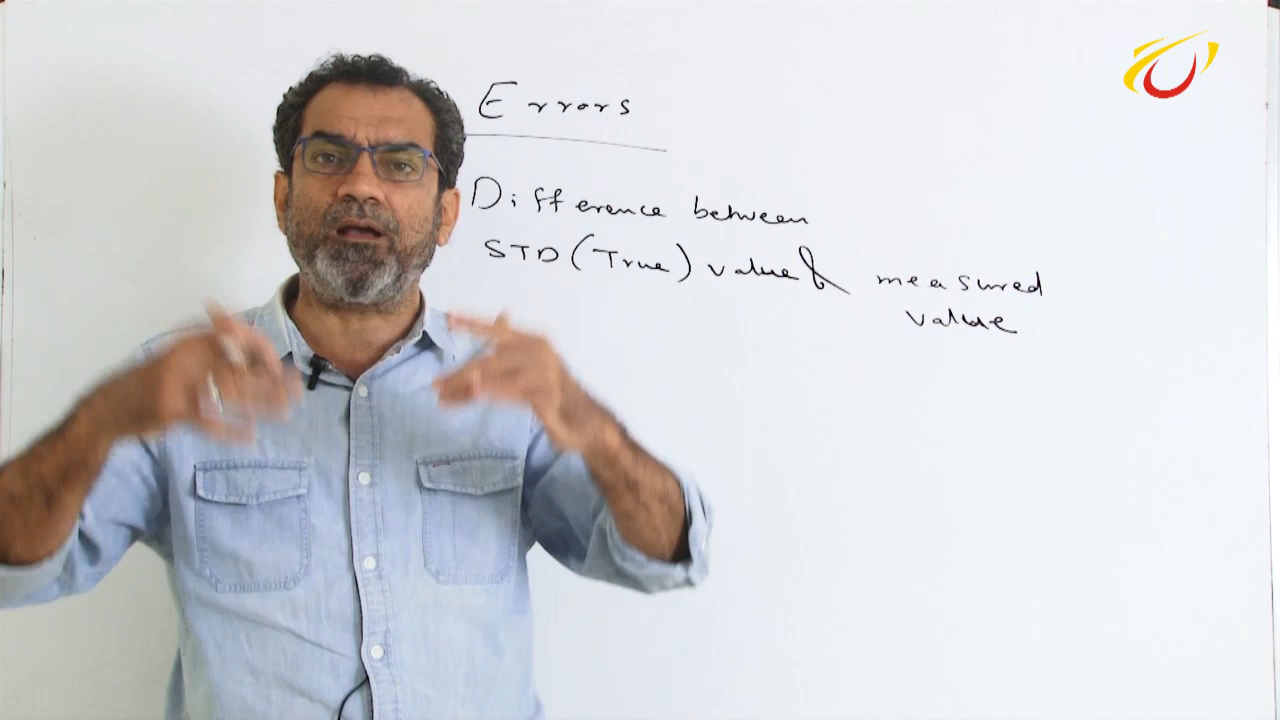 Errors
Difference between
STD (True) value & measured
value